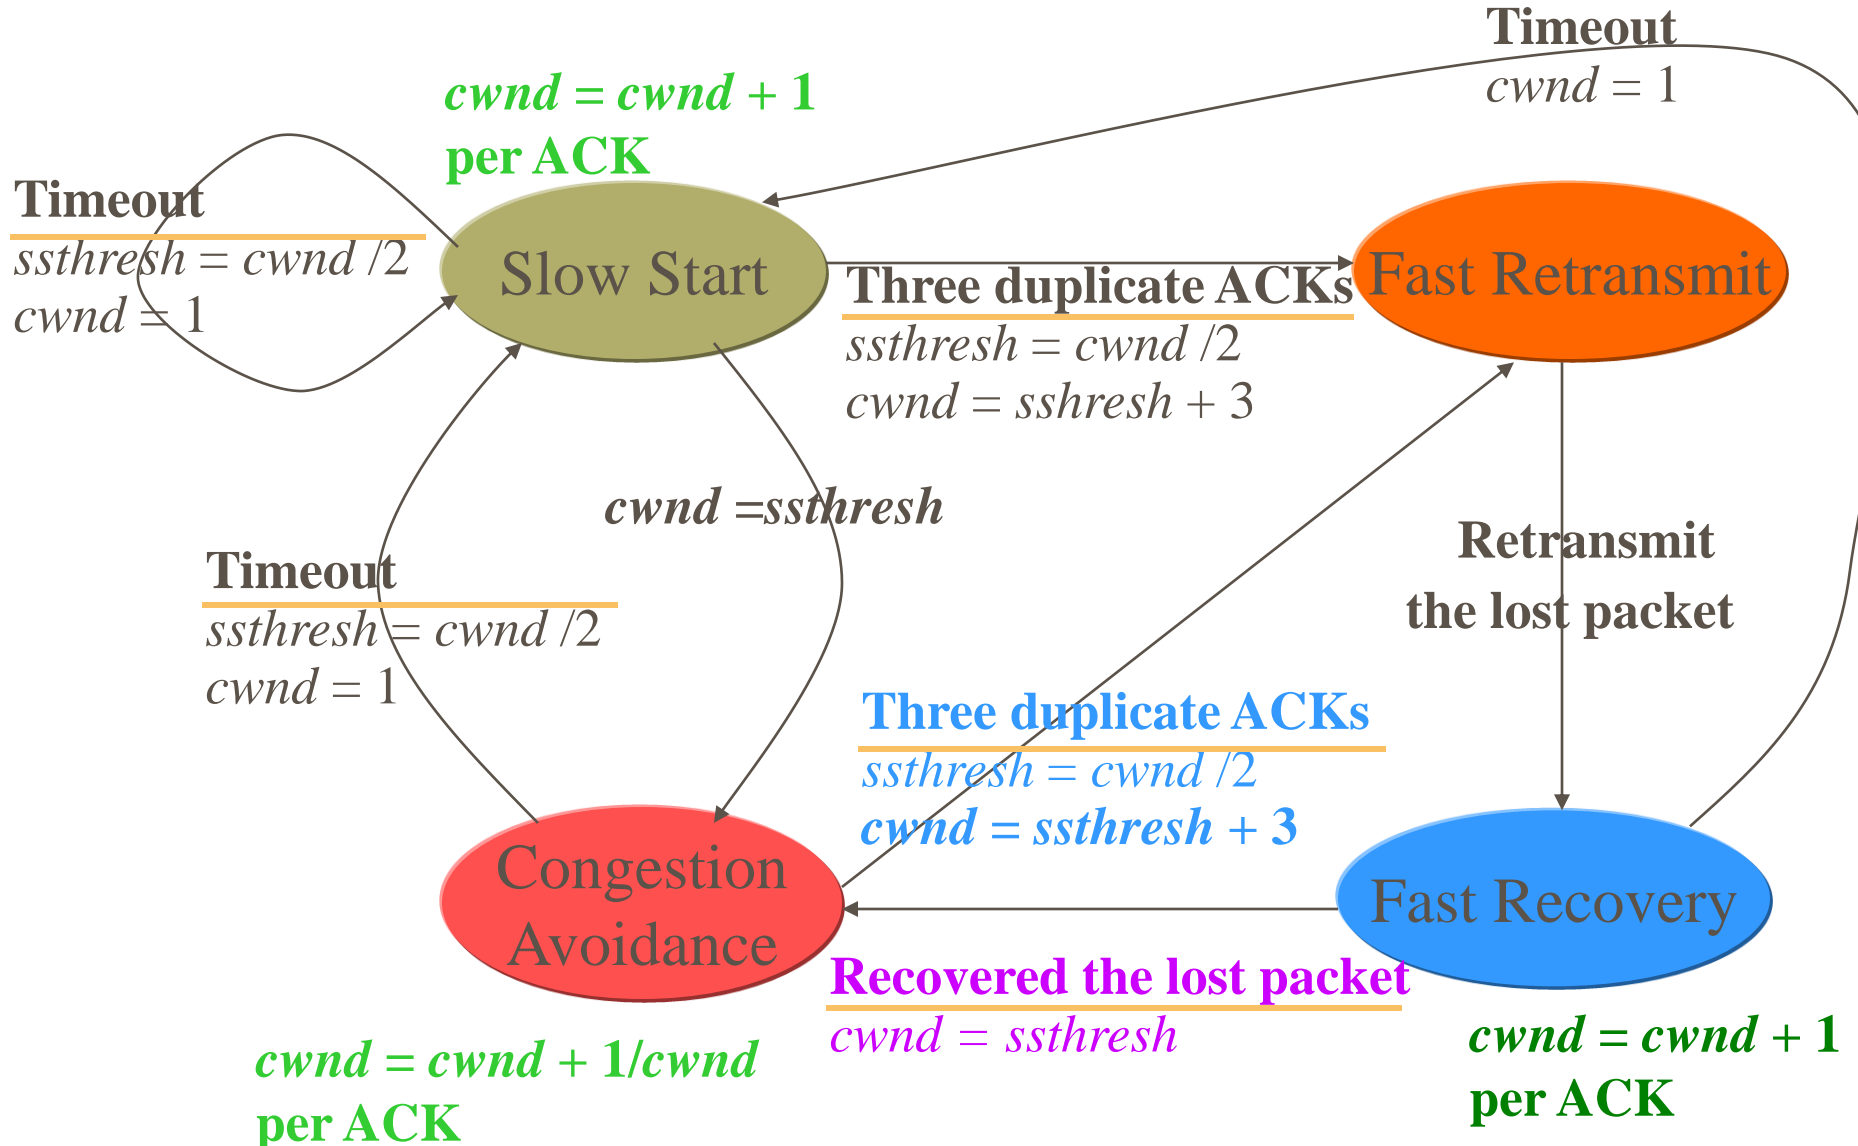 Timeout
cwnd = 1
cwnd = cwnd + 1
per ACK
Timeout
ssthresh = cwnd /2
cwnd = 1
Slow Start
Three duplicate ACKs
ssthresh = cwnd /2
cwnd = sshresh + 3
Fast Retransmit
cwnd =ssthresh
Retransmit
the lost packet
Timeout
ssthresh = cwnd /2
cwnd = 1
Three duplicate ACKs
ssthresh = cwnd /2
cwnd = ssthresh + 3
Congestion
Avoidance
Fast Recovery
Recovered the lost packet
cwnd = ssthresh
cwnd = cwnd + 1/cwnd
per ACK
cwnd = cwnd + 1
per ACK